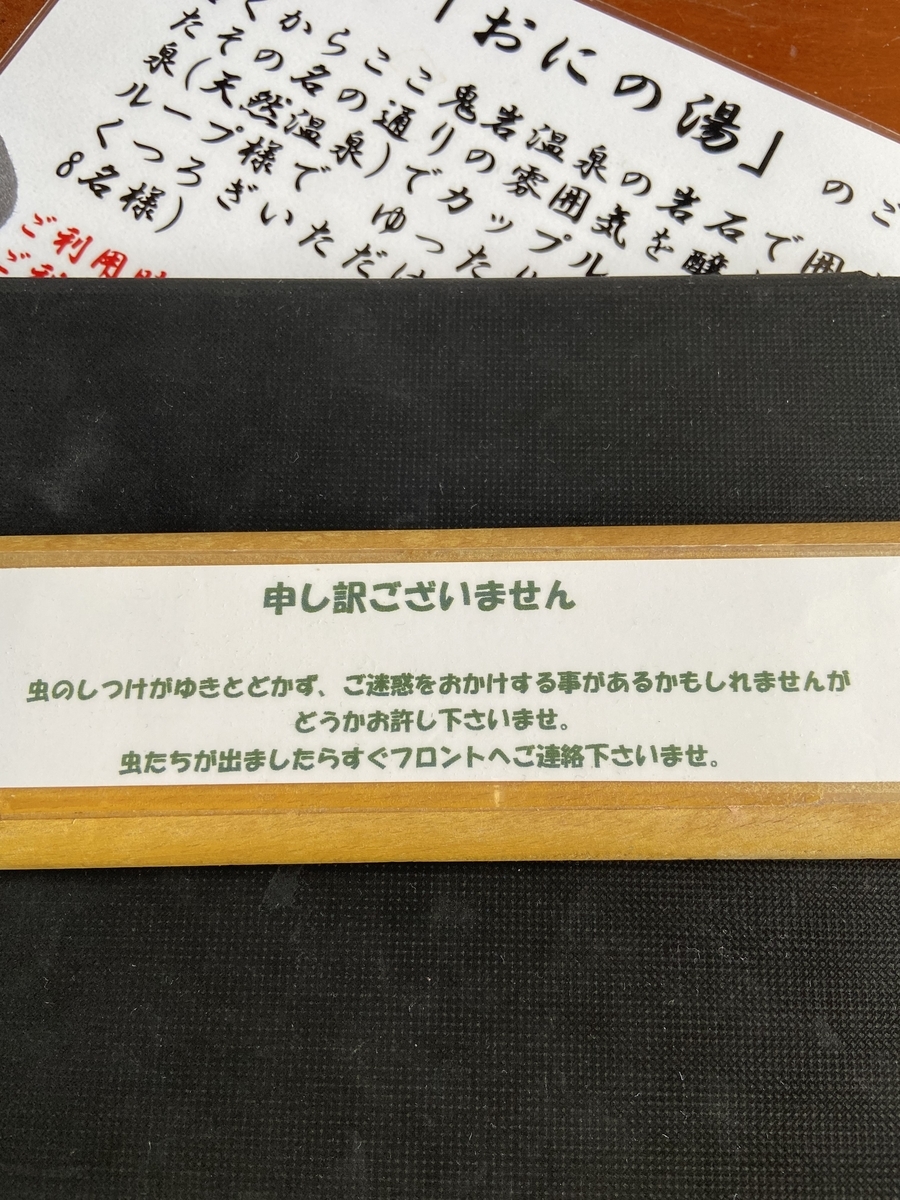 「おにの湯」のご
くからここ鬼岩温泉の岩石で囲
たその名の通りの雰囲気を醸
泉(天然温泉)でカップル
ループ様で ゆった
くつろぎいただ
8名様)
ご利用
申し訳ございません
虫のしつけがゆきとどかず、ご迷惑をおかけする事があるかもしれませんが
どうかお許し下さいませ。
虫たちが出ましたらすぐフロントへご連絡下さいませ。